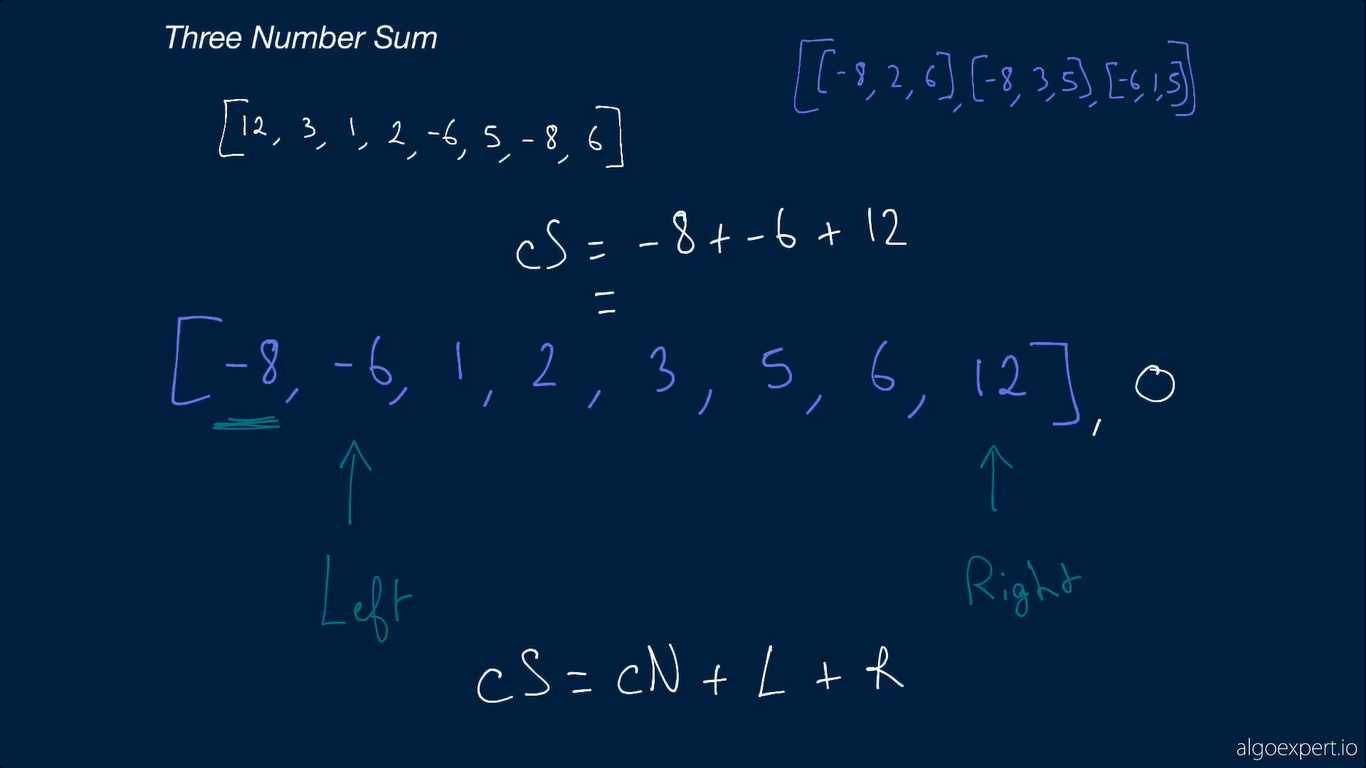 Three Number Sum
[[-8, 2, 6], [-8, 3, 5], [-6, 1, 5]]
[12, 3, 1, 2, -6, 5, -8, 6]
cS = -8 + -6 + 12
=
[-8, -6, 1, 2, 3, 5, 6, 12], 0
Left
Right
cS = cN + L + R
algoexpert.io